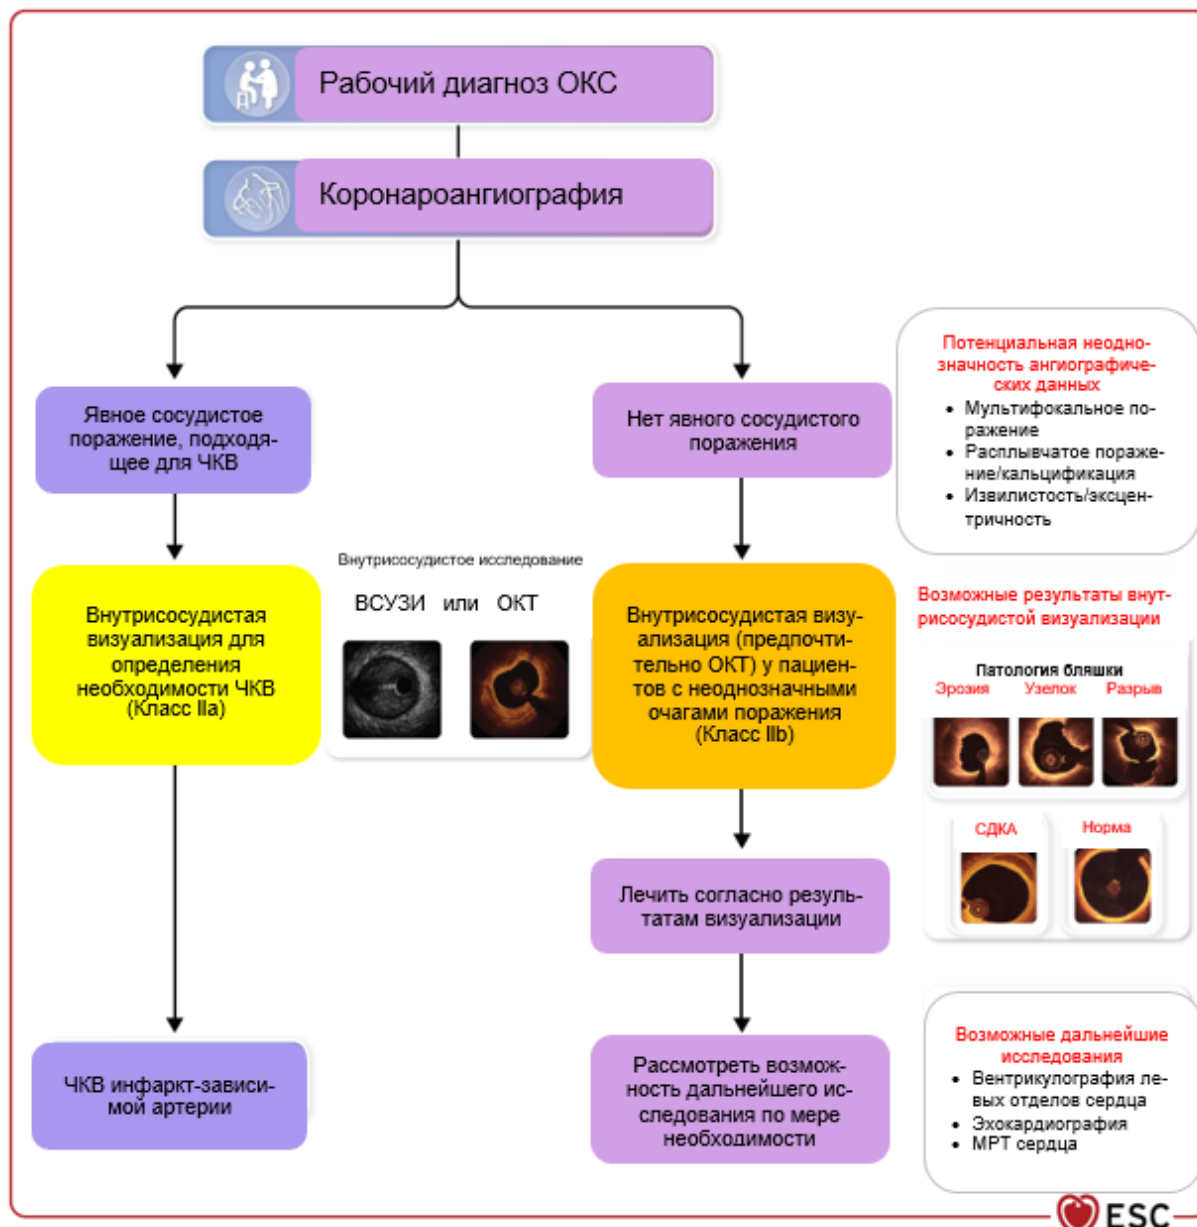 Рабочий диагноз ОКС
Коронароангиография
Явное сосудистое
поражение, подходя-
щее для ЧКВ
Нет явного сосудистого
поражения
Потенциальная неодно-
значность ангиографиче-
ских данных
• Мультифокальное по-
ражение
• Расплывчатое пораже-
ние/кальцификация
• Извилистость/эксцен-
тричность
Внутрисосудистая
визуализация для
определения
необходимости ЧКВ
(Класс IIa)
Внутрисосудистое исследование
ВСУЗИ или ОКТ
Внутрисосудистая визу-
ализация (предпочти-
тельно ОКТ) у пациен-
тов с неоднозначными
очагами поражения
(Класс IIb)
Возможные результаты внут-
рисосудистой визуализации
Патология бляшки
Эрозия Узелок Разрыв
СДКА Норма
Лечить согласно резуль-
татам визуализации
ЧКВ инфаркт-зависи-
мой артерии
Рассмотреть возмож-
ность дальнейшего ис-
следования по мере
необходимости
Возможные дальнейшие
исследования
• Вентрикулография ле-
вых отделов сердца
• Эхокардиография
• МРТ сердца
ESC